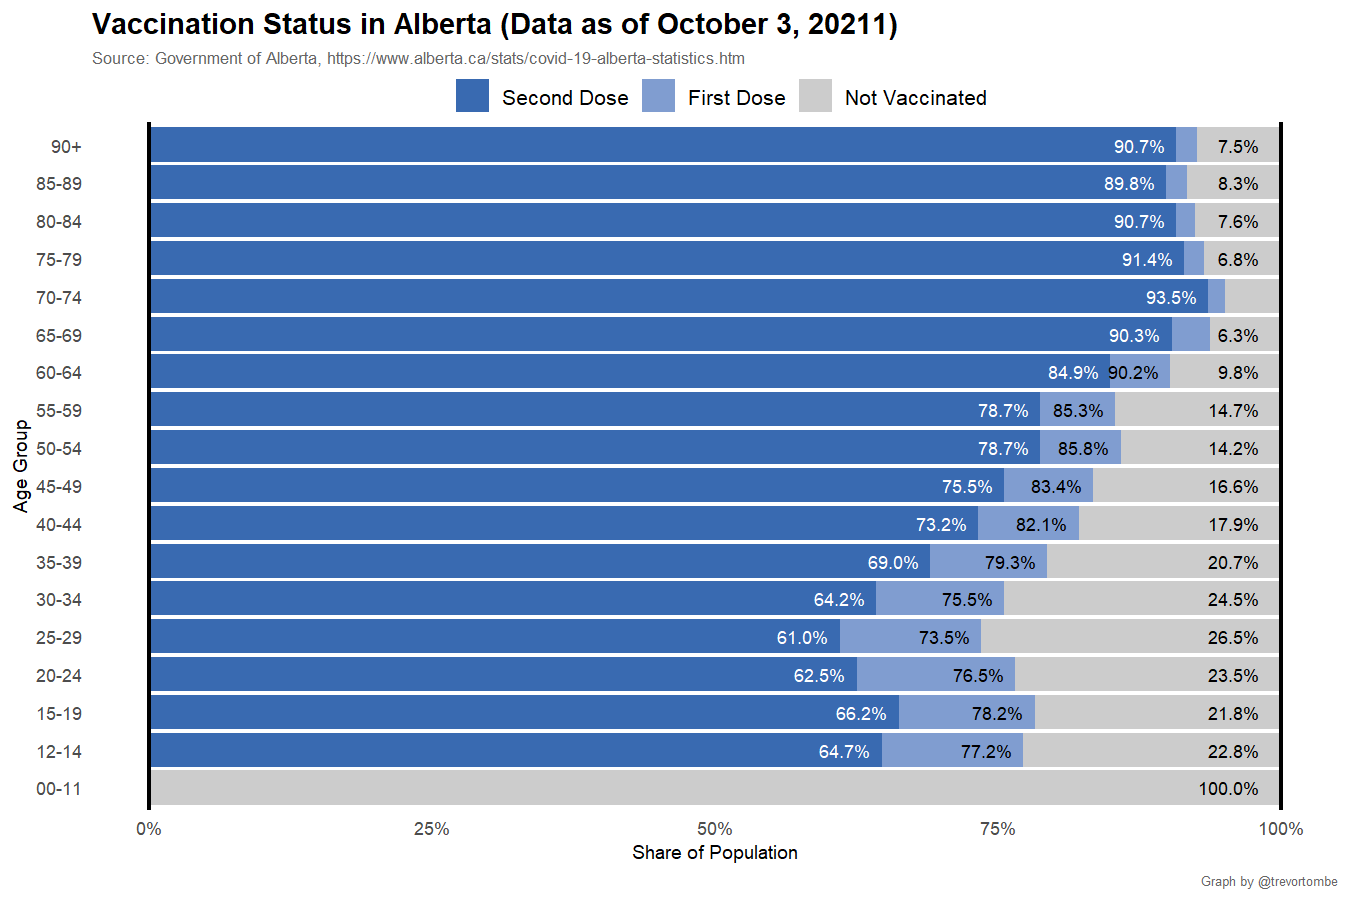 Vaccination Status in Alberta (Data as of October 3, 20211)
Source: Government of Alberta, https://www.alberta.ca/stats/covid-19-alberta-statistics.htm
Second Dose First Dose Not Vaccinated
90+ 90.7% 7.5%
85-89 89.8% 8.3%
80-84 90.7% 7.6%
75-79 91.4% 6.8%
70-74 93.5%
65-69 90.3% 6.3%
60-64 84.9% 90.2% 9.8%
55-59 78.7% 85.3% 14.7%
50-54 78.7% 85.8% 14.2%
45-49 75.5% 83.4% 16.6%
40-44 73.2% 82.1% 17.9%
35-39 69.0% 79.3% 20.7%
30-34 64.2% 75.5% 24.5%
25-29 61.0% 73.5% 26.5%
20-24 62.5% 76.5% 23.5%
15-19 66.2% 78.2% 21.8%
12-14 64.7% 77.2% 22.8%
00-11 100.0%
Age Group
0% 25% 50% 75% 100%
Share of Population
Graph by @trevortombe